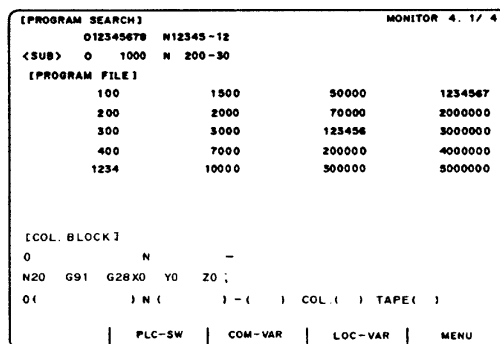 [PROGRAM SEARCH] MONITOR 4. 1/ 4
O12345678 N12345-12
<SUB> O 1000 N 200-30
[PROGRAM FILE]
100 1500 50000 1234567
200 2000 70000 2000000
300 3000 123456 3000000
400 7000 200000 4000000
1234 10000 300000 5000000
[COL. BLOCK]
O N -
N20 G91 G28X0 Y0 Z0 ;
O( ) N ( ) - ( ) COL.( ) TAPE( )
PLC-SW COM-VAR LOC-VAR MENU